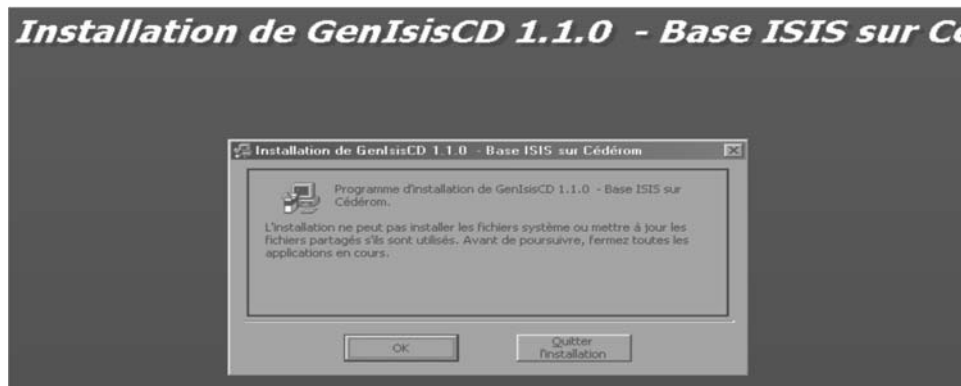 Installation de GenIsisCD 1.1.0 - Base ISIS sur
Installation de GenIsisCD 1.1.0 - Base ISIS sur Cédérom
Programme d'installation de GenIsisCD 1.1.0 - Base ISIS sur
Cédérom.
L'installation ne peut pas installer les fichiers système ou mettre à jour les
fichiers partagés s'ils sont utilisés. Avant de poursuivre, fermez toutes les
applications en cours.
OK
Quitter
l'installation